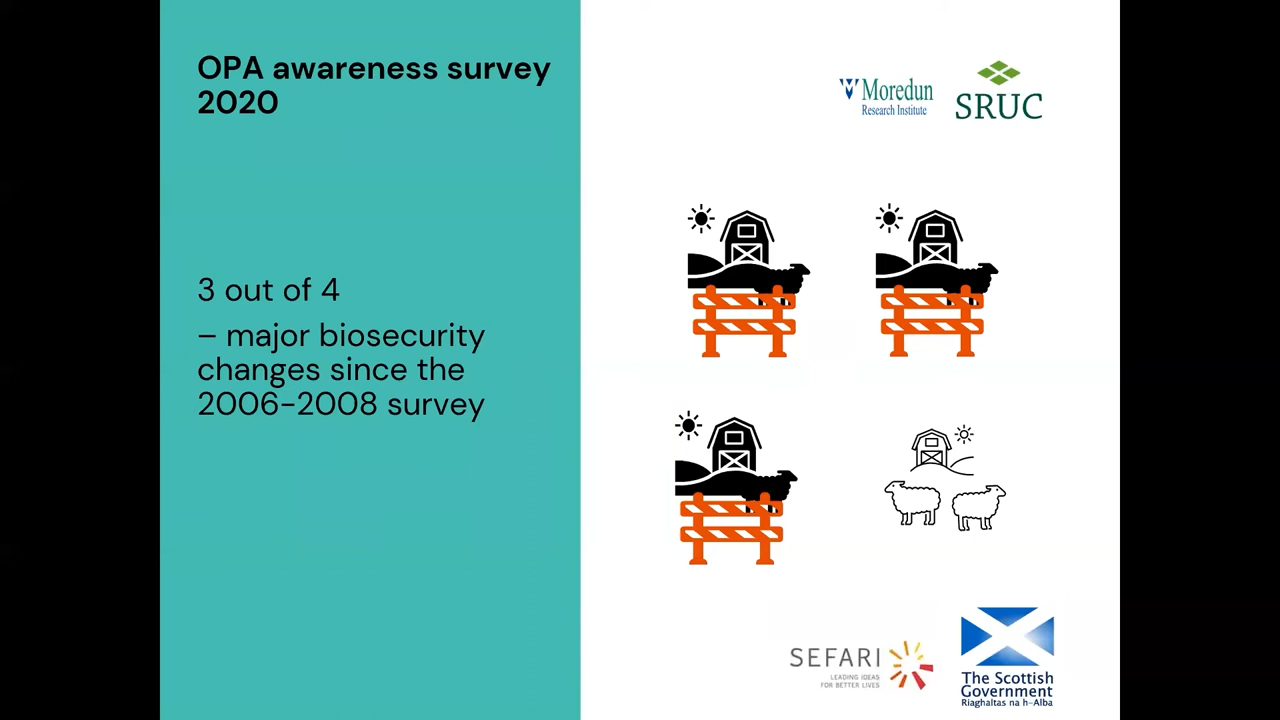 OPA awareness survey
2020
3 out of 4
– major biosecurity
changes since the
2006-2008 survey
Moredun
Research Institute
SRUC
SEFARI
LEADING IDEAS
FOR BETTER LIVES
The Scottish
Government
Riaghaltas na h-Alba